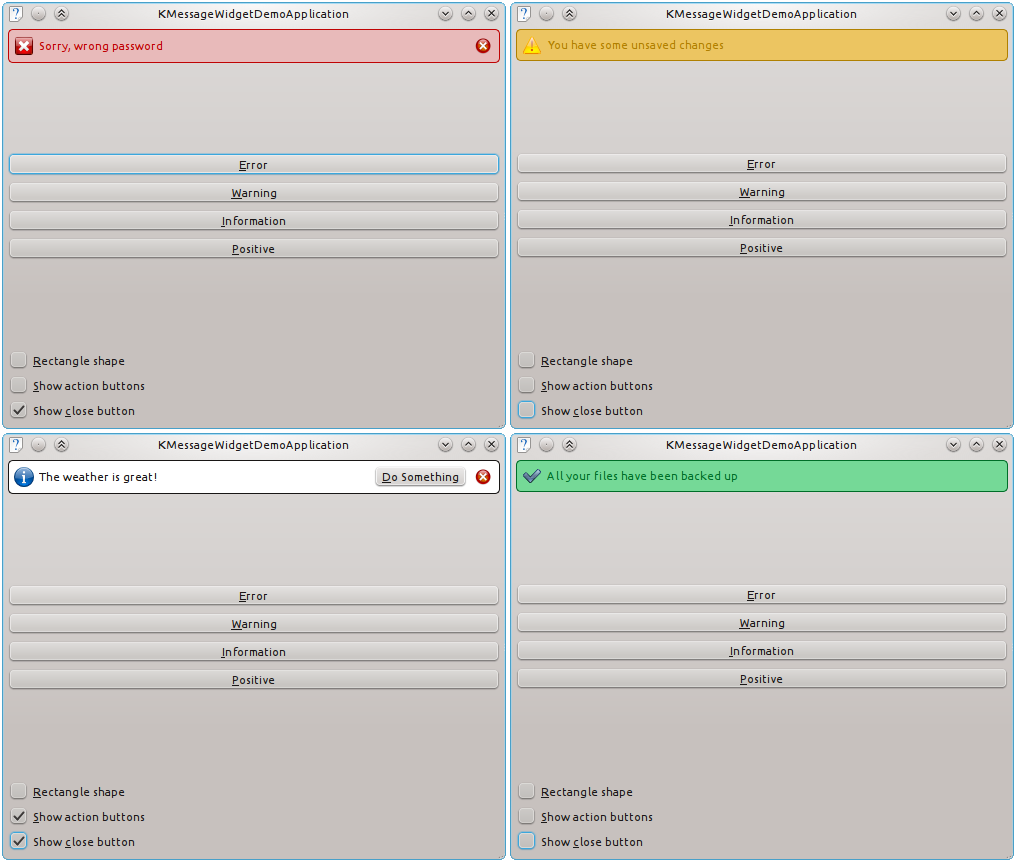 KMessageWidgetDemoApplication
Sorry, wrong password
Error
Warning
Information
Positive
Rectangle shape
Show action buttons
Show close button
KMessageWidgetDemoApplication
You have some unsaved changes
Error
Warning
Information
Positive
Rectangle shape
Show action buttons
Show close button
KMessageWidgetDemoApplication
The weather is great! Do Something
Error
Warning
Information
Positive
Rectangle shape
Show action buttons
Show close button
KMessageWidgetDemoApplication
All your files have been backed up
Error
Warning
Information
Positive
Rectangle shape
Show action buttons
Show close button